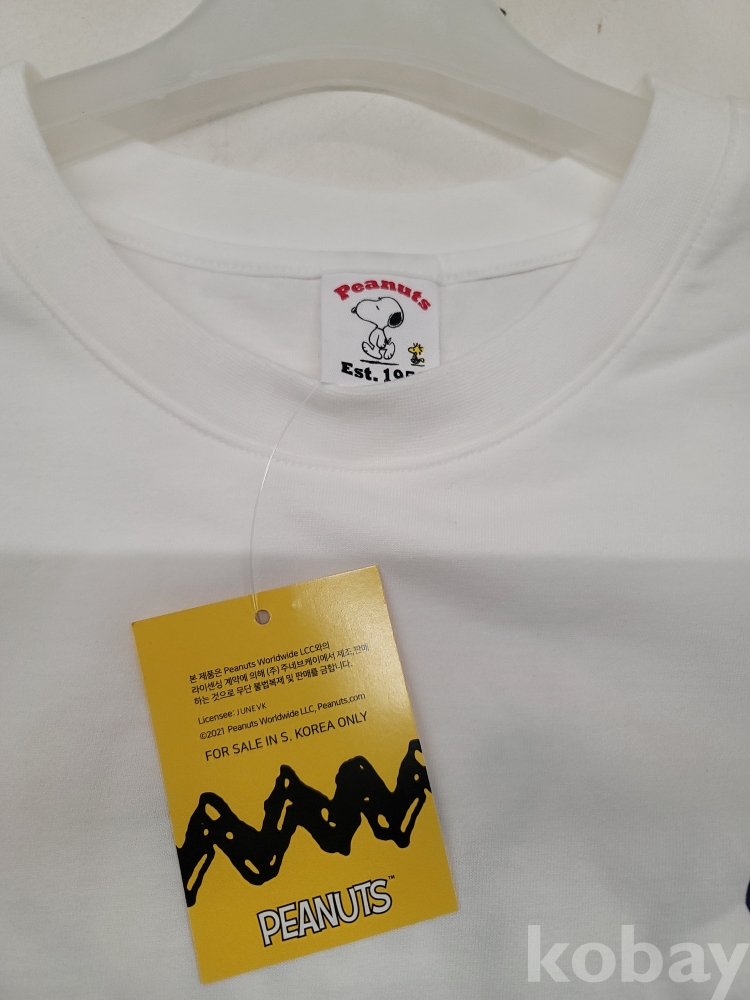 Peanuts
Est. 195
본 제품은 Peanuts Worldwide LCC와의
라이센싱 계약에 의해 (주) 주네브케이에서 제조,판매
하는 것으로 무단 불법복제 및 판매를 금합니다.
Licensee: JUNEVK
©2021 Peanuts Worldwide LLC, Peanuts.com
FOR SALE IN S, KOREA ONLY
PEANUTS™
kobay